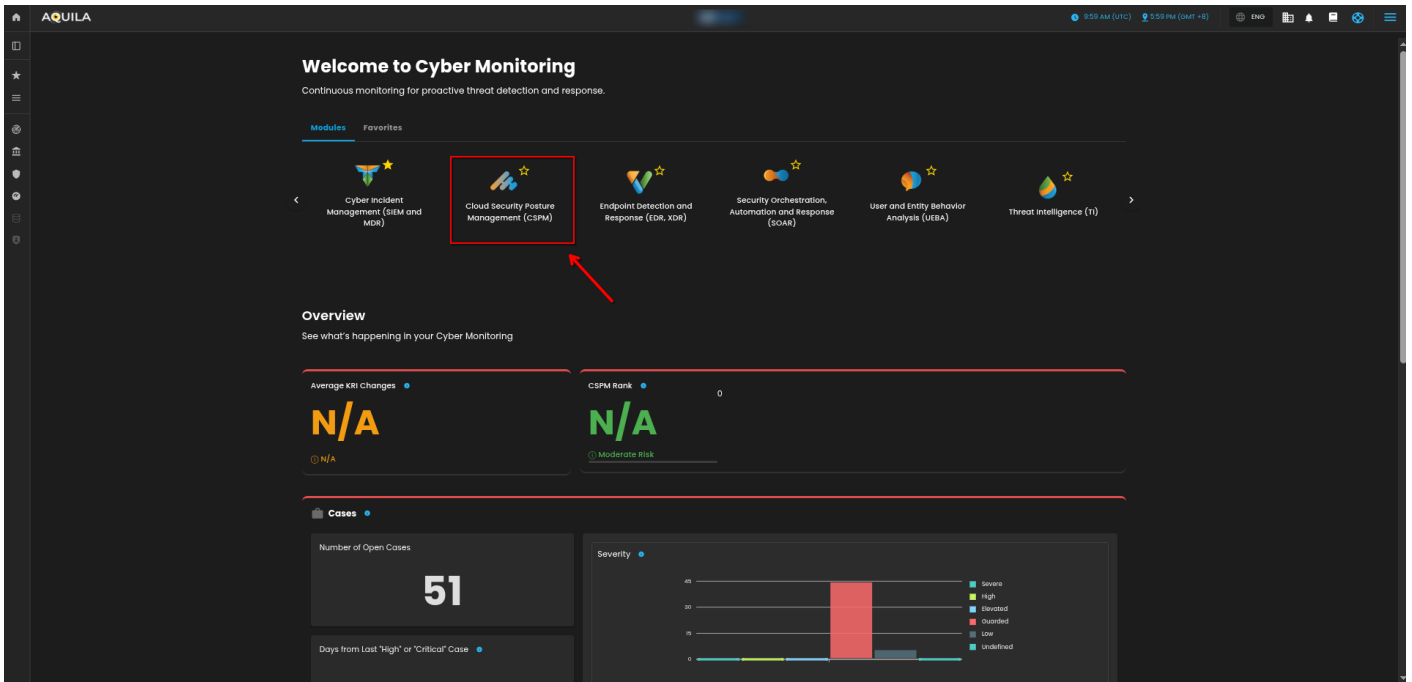 AQUILA
9:59 AM (UTC)
5:59 PM (GMT +8)
ENG
Welcome to Cyber Monitoring
Continuous monitoring for proactive threat detection and response.
Modules
Favorites
Cyber Incident
Management (SIEM and
MDR)
Cloud Security Posture
Management (CSPM)
Endpoint Detection and
Response (EDR, XDR)
Security Orchestration,
Automation and Response
(SOAR)
User and Entity Behavior
Analysis (UEBA)
Threat Intelligence (TI)
Overview
See what's happening in your Cyber Monitoring
Average KRI Changes
N/A
N/A
CSPM Rank
0
N/A
Moderate Risk
Cases
Number of Open Cases
51
Days from Last "High" or "Critical" Case
Severity
45
30
15
0
Severe
High
Elevated
Guarded
Low
Undefined